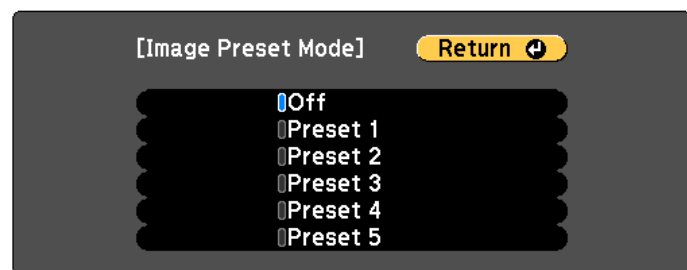 [Image Preset Mode] Return
Off
Preset 1
Preset 2
Preset 3
Preset 4
Preset 5